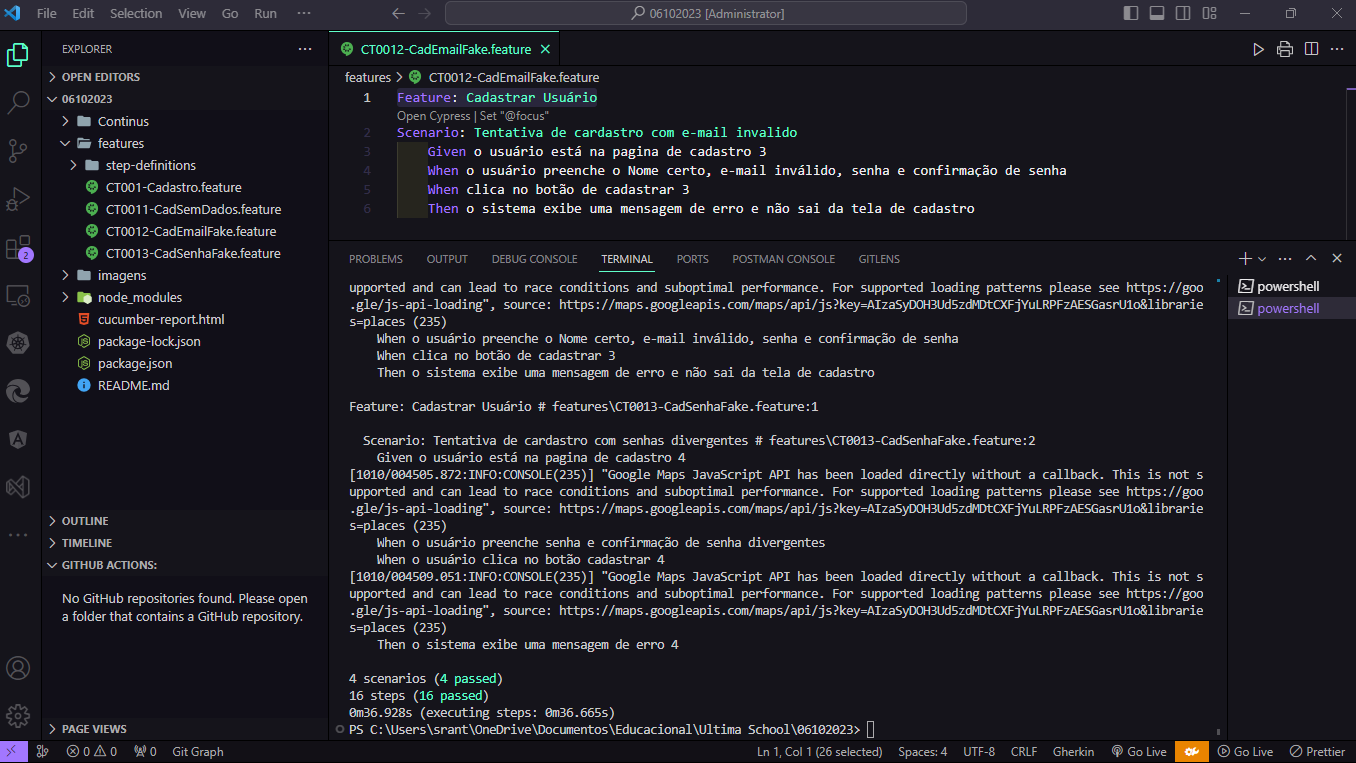 File Edit Selection View Go Run ··· 06102023 [Administrator]
EXPLORER ···
OPEN EDITORS
06102023
Continus
features
step-definitions
CT001-Cadastro.feature
CT0011-CadSemDados.feature
CT0012-CadEmailFake.feature
CT0013-CadSenhaFake.feature
imagens
node_modules
cucumber-report.html
package-lock.json
package.json
README.md
2
OUTLINE
TIMELINE
GITHUB ACTIONS:
No GitHub repositories found. Please open
a folder that contains a GitHub repository.
PAGE VIEWS
CT0012-CadEmailFake.feature
features > CT0012-CadEmailFake.feature
1 Feature: Cadastrar Usuário
Open Cypress | Set "@focus"
2 Scenario: Tentativa de cardastro com e-mail invalido
3 Given o usuário está na pagina de cadastro 3
4 When o usuário preenche o Nome certo, e-mail inválido, senha e confirmação de senha
5 When clica no botão de cadastrar 3
6 Then o sistema exibe uma mensagem de erro e não sai da tela de cadastro
PROBLEMS OUTPUT DEBUG CONSOLE TERMINAL PORTS POSTMAN CONSOLE GITLENS
upported and can lead to race conditions and suboptimal performance. For supported loading patterns please see https://goo
.gle/js-api-loading", source: https://maps.googleapis.com/maps/api/js?key=AIzaSyDOH3Ud5zdMDtCXFjYuLRPFzAESGasrU1o&librarie
s=places (235)
When o usuário preenche o Nome certo, e-mail inválido, senha e confirmação de senha
When clica no botão de cadastrar 3
Then o sistema exibe uma mensagem de erro e não sai da tela de cadastro
Feature: Cadastrar Usuário # features\CT0013-CadSenhaFake.feature:1
Scenario: Tentativa de cardastro com senhas divergentes # features\CT0013-CadSenhaFake.feature:2
Given o usuário está na pagina de cadastro 4
[1010/004505.872:INFO:CONSOLE(235)] "Google Maps JavaScript API has been loaded directly without a callback. This is not s
upported and can lead to race conditions and suboptimal performance. For supported loading patterns please see https://goo
.gle/js-api-loading", source: https://maps.googleapis.com/maps/api/js?key=AIzaSyDOH3Ud5zdMDtCXFjYuLRPFzAESGasrU1o&librarie
s=places (235)
When o usuário preenche senha e confirmação de senha divergentes
When o usuário clica no botão cadastrar 4
[1010/004509.051:INFO:CONSOLE(235)] "Google Maps JavaScript API has been loaded directly without a callback. This is not s
upported and can lead to race conditions and suboptimal performance. For supported loading patterns please see https://goo
.gle/js-api-loading", source: https://maps.googleapis.com/maps/api/js?key=AIzaSyDOH3Ud5zdMDtCXFjYuLRPFzAESGasrU1o&librarie
s=places (235)
Then o sistema exibe uma mensagem de erro 4
4 scenarios (4 passed)
16 steps (16 passed)
0m36.928s (executing steps: 0m36.665s)
PS C:\Users\srant\OneDrive\Documentos\Educacional\Ultima School\06102023>
powershell
powershell
0 0 0 Git Graph Ln 1, Col 1 (26 selected) Spaces: 4 UTF-8 CRLF Gherkin Go Live Go Live Prettier